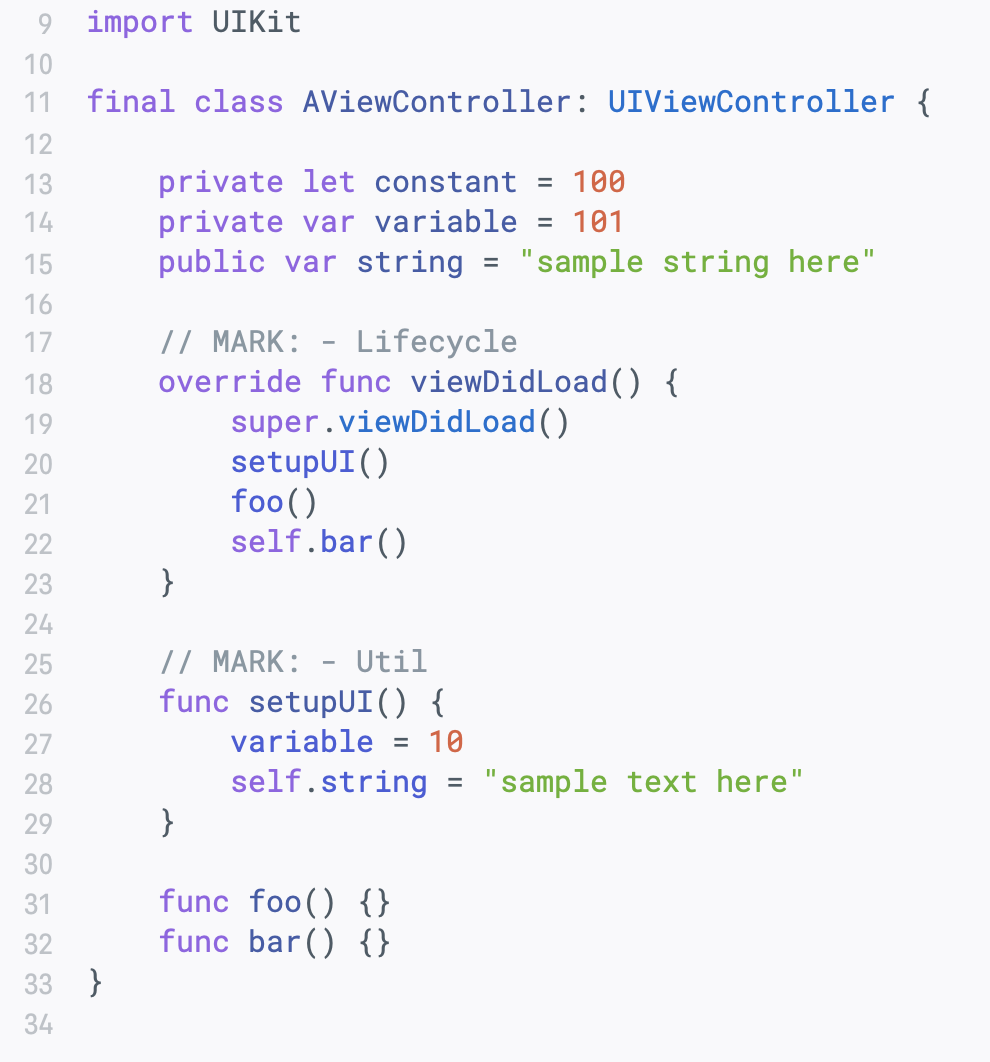 9 import UIKit
10
11 final class AViewController: UIViewController {
12
13     private let constant = 100
14     private var variable = 101
15     public var string = "sample string here"
16
17     // MARK: - Lifecycle
18     override func viewDidLoad() {
19         super.viewDidLoad()
20         setupUI()
21         foo()
22         self.bar()
23     }
24
25     // MARK: - Util
26     func setupUI() {
27         variable = 10
28         self.string = "sample text here"
29     }
30
31     func foo() {}
32     func bar() {}
33 }
34